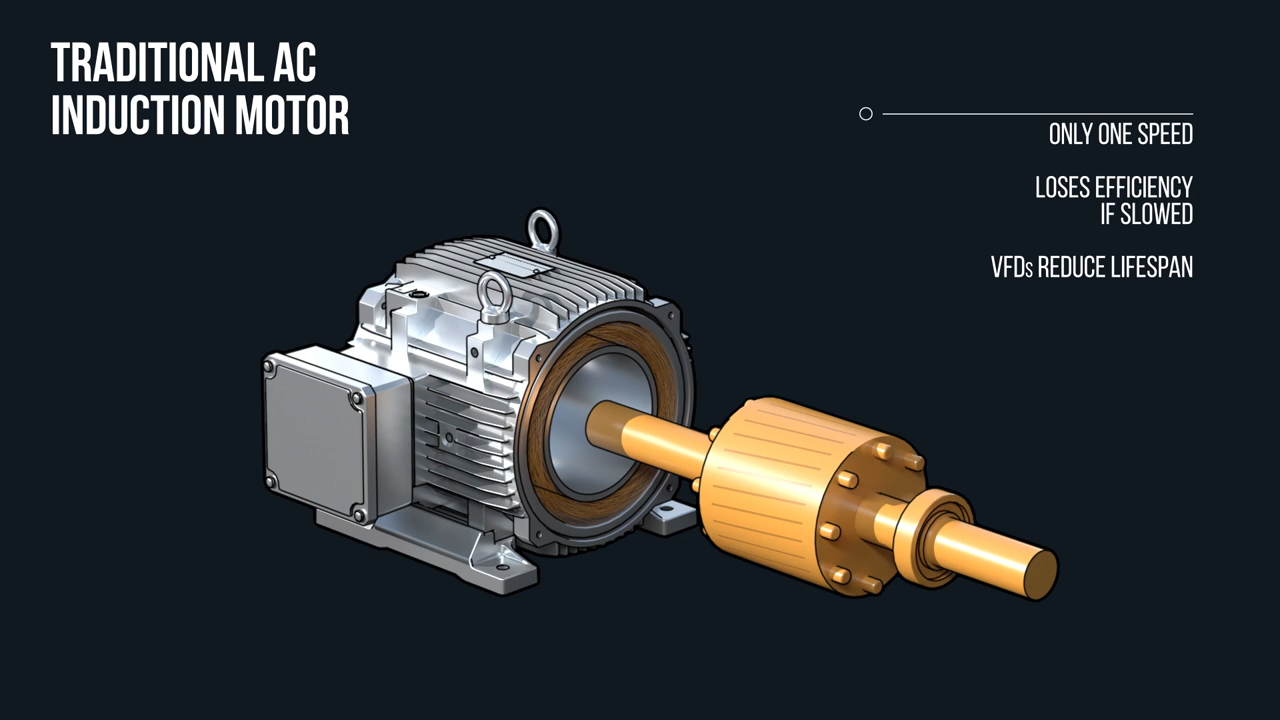 TRADITIONAL AC
INDUCTION MOTOR
ONLY ONE SPEED
LOSES EFFICIENCY
IF SLOWED
VFDs REDUCE LIFESPAN